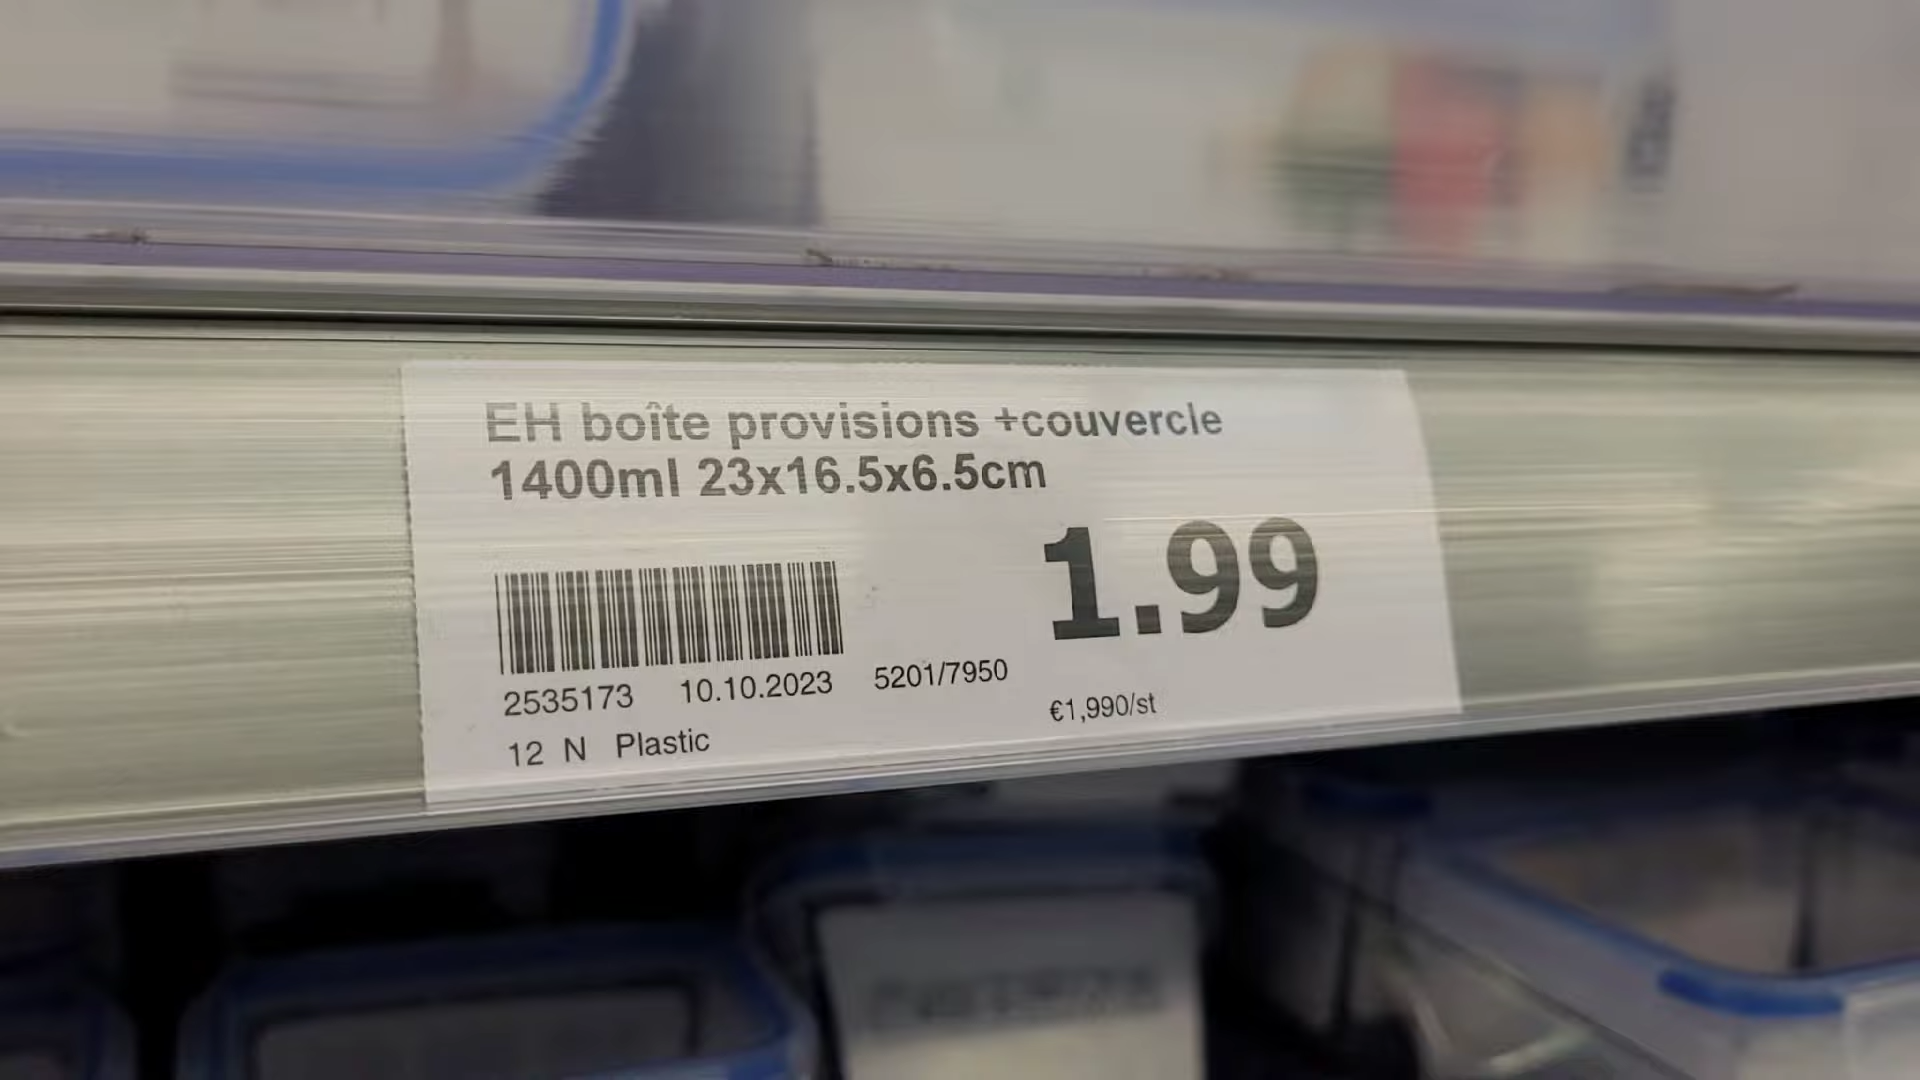 EH boîte provisions +couvercle
1400ml 23x16.5x6.5cm
1.99
2535173 10.10.2023 5201/7950
€1,990/st
12 N Plastic